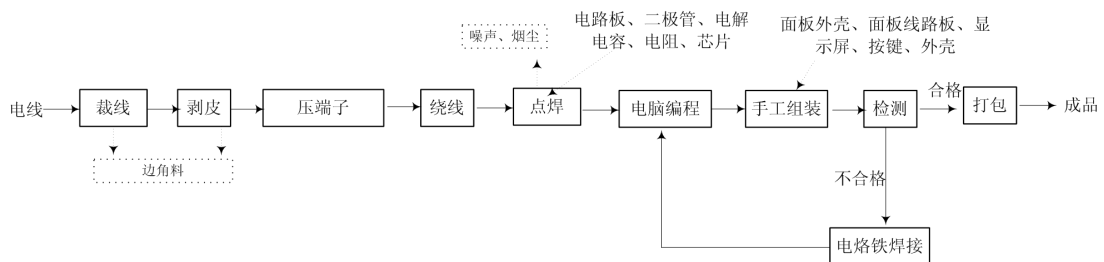 电路板、二极管、电解
电容、电阻、芯片
面板外壳、面板线路板、显
示屏、按键、外壳
噪声、烟尘
电线
裁线
剥皮
压端子
绕线
点焊
电脑编程
手工组装
检测
合格
打包
成品
边角料
不合格
电烙铁焊接